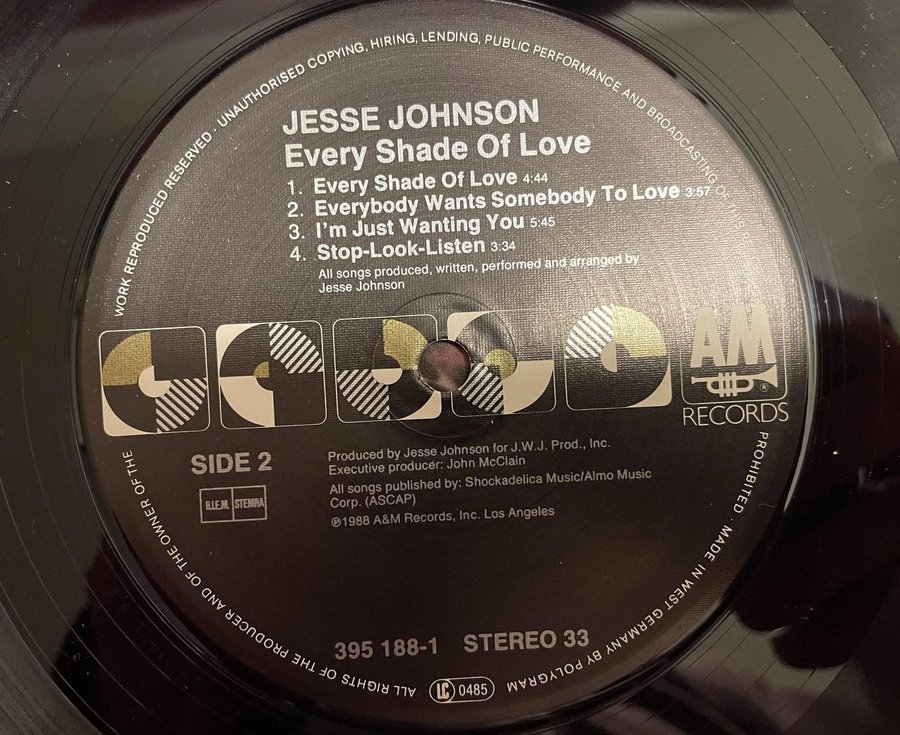 JESSE JOHNSON
Every Shade Of Love
1. Every Shade Of Love 4:44
2. Everybody Wants Somebody To Love 3:57
3. I'm Just Wanting You 5:45
4. Stop-Look-Listen 3:34
All songs produced, written, performed and arranged by
Jesse Johnson
AM
®
RECORDS
SIDE 2
B.I.E.M. STEMRA
Produced by Jesse Johnson for J.W.J. Prod., Inc.
Executive producer: John McClain
All songs published by: Shockadelica Music/Almo Music
Corp. (ASCAP)
℗1988 A&M Records, Inc. Los Angeles
395 188-1 STEREO 33
LC 0485
ALL RIGHTS OF THE PRODUCER AND OF THE OWNER OF THE WORK REPRODUCED RESERVED · UNAUTHORISED COPYING, HIRING, LENDING, PUBLIC PERFORMANCE AND BROADCASTING OF PROHIBITED · MADE IN WEST GERMANY BY POLYGRAM